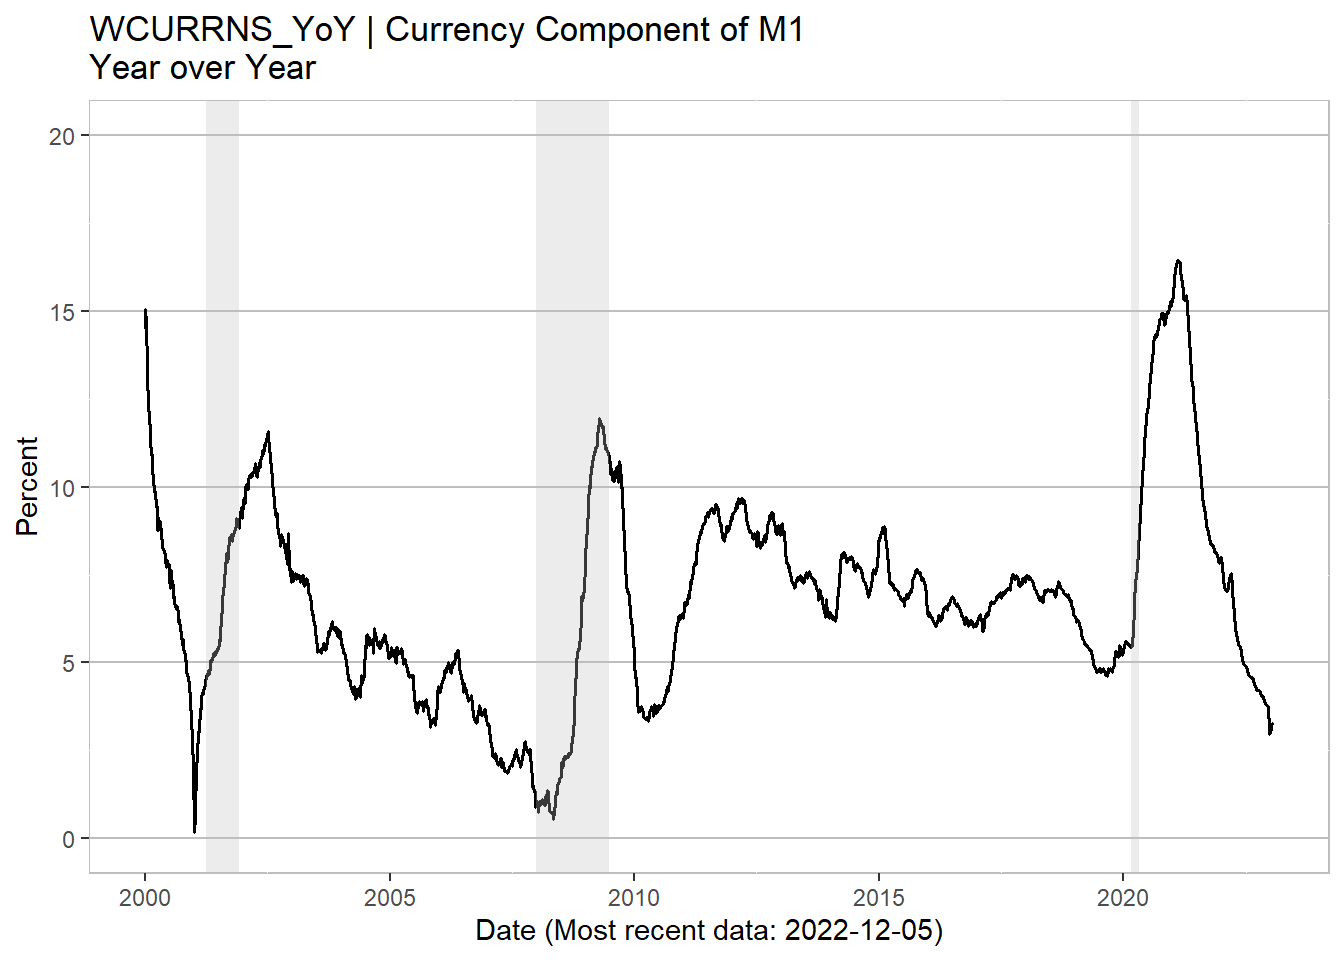 WCURRNS_YoY | Currency Component of M1
Year over Year
20
15
10
5
0
Percent
2000
2005
2010
2015
2020
Date (Most recent data: 2022-12-05)